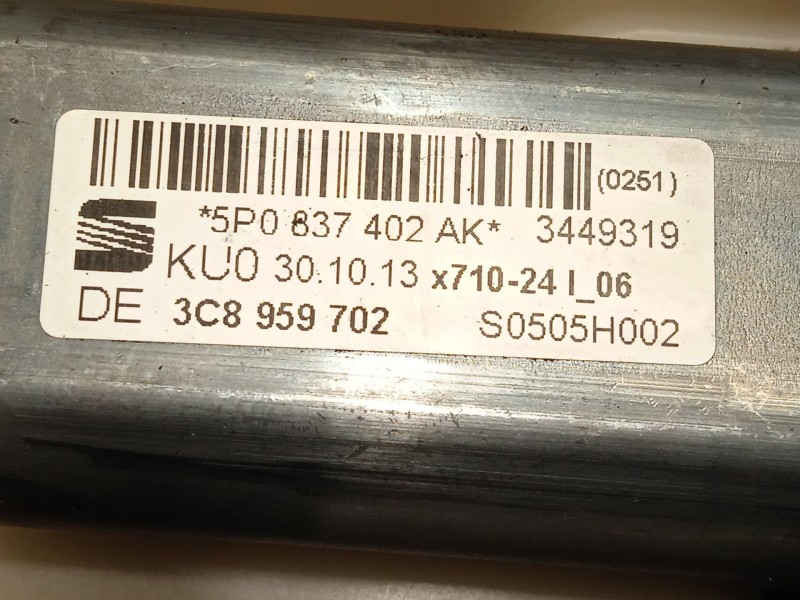 (0251)
*5P0 837 402 AK* 3449319
KU0 30.10.13 x710-24 I_06
DE 3C8 959 702 S0505H002